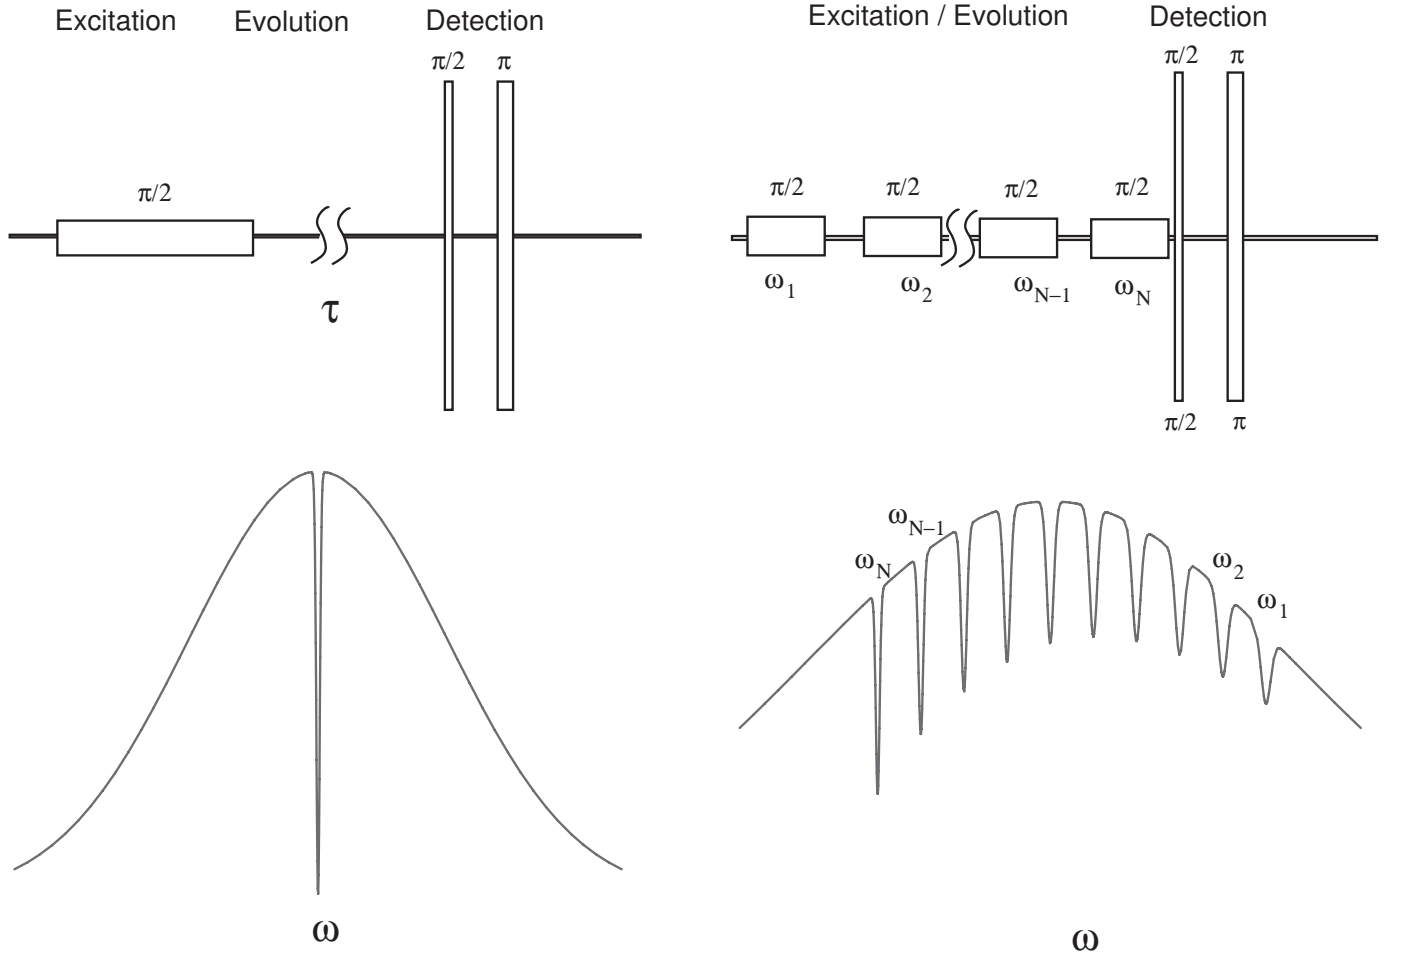 Excitation Evolution Detection
π/2 π
π/2
τ
ω
Excitation / Evolution Detection
π/2 π
π/2 π/2 π/2 π/2
ω1 ω2 ωN−1 ωN
π/2 π
ωN−1
ωN
ω2
ω1
ω